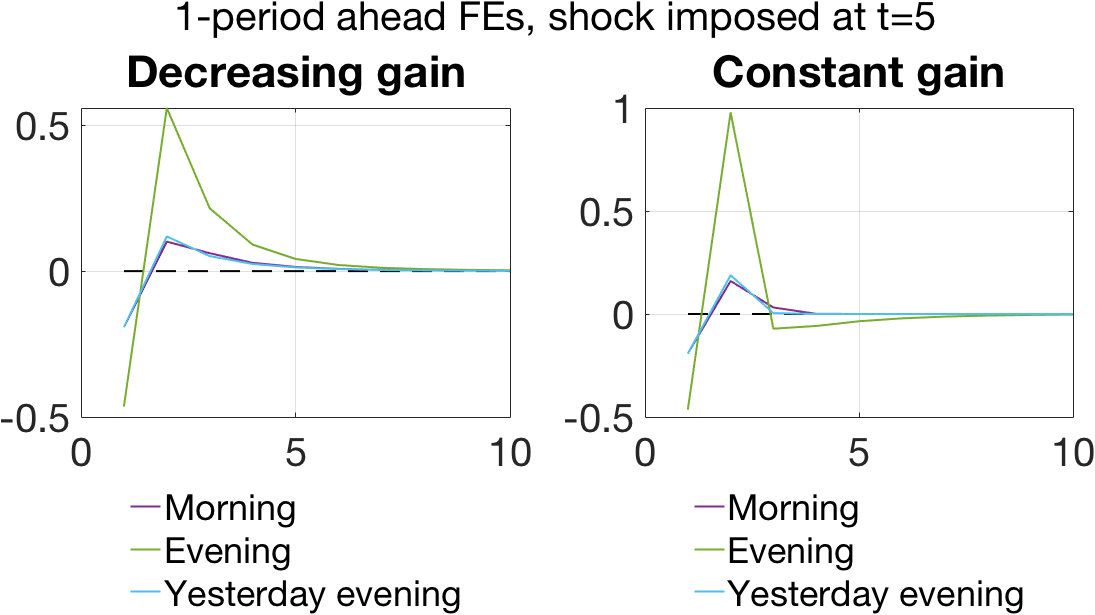 1-period ahead FEs, shock imposed at t=5
Decreasing gain
0.5
0
-0.5
0 5 10
Morning
Evening
Yesterday evening
Constant gain
1
0.5
0
-0.5
0 5 10
Morning
Evening
Yesterday evening